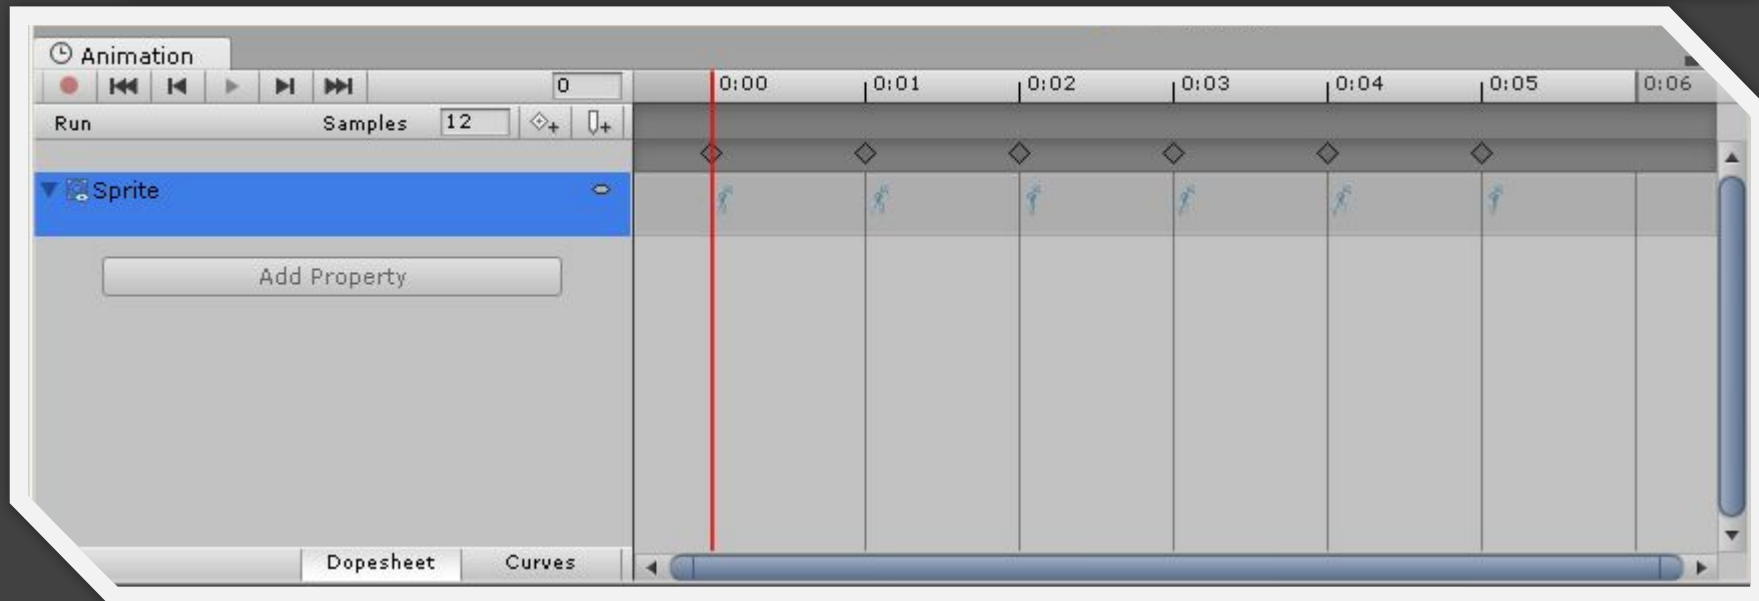 Animation
0 0:00 0:01 0:02 0:03 0:04 0:05 0:06
Run Samples 12
Sprite
Add Property
Dopesheet Curves